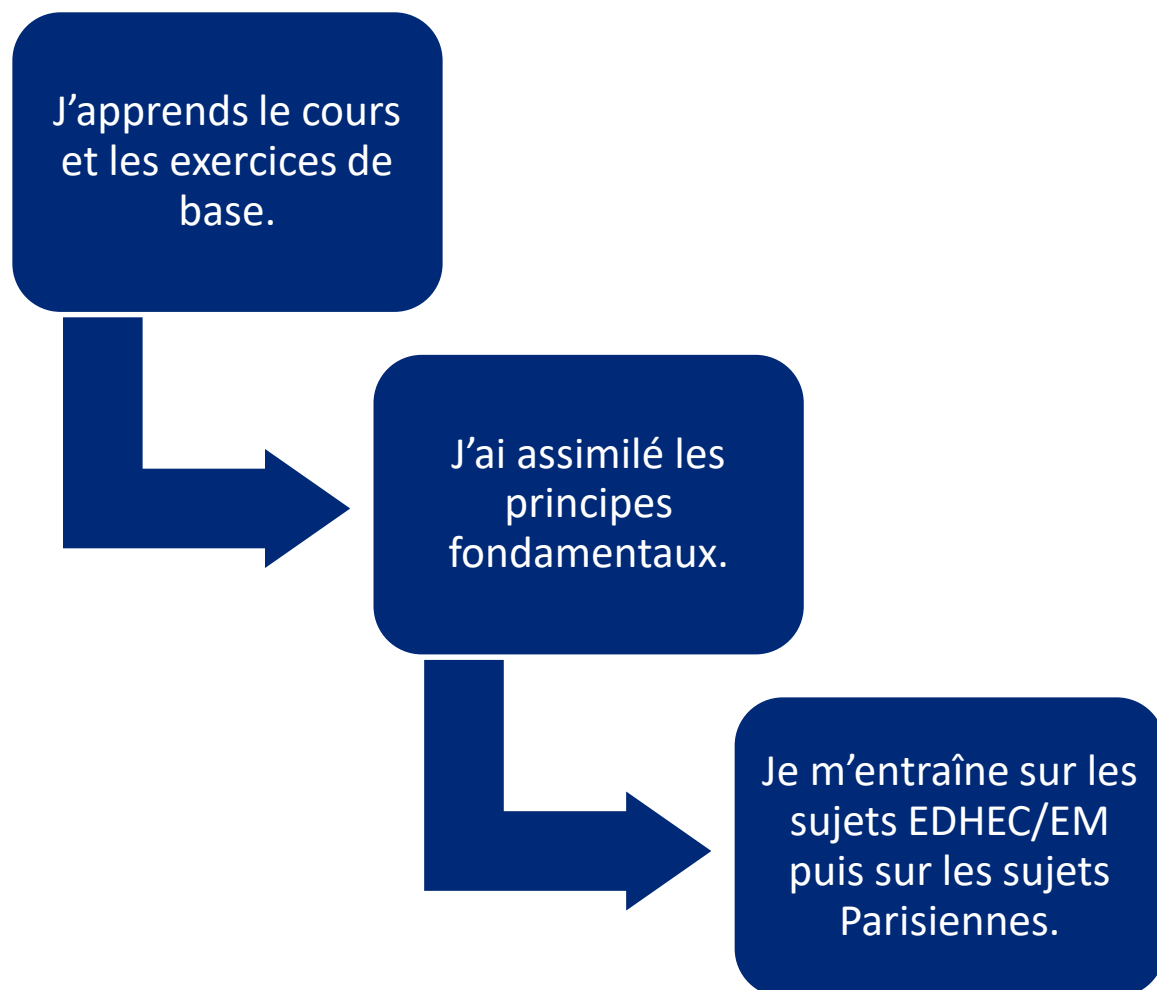 J’apprends le cours
et les exercices de
base.
J’ai assimilé les
principes
fondamentaux.
Je m’entraîne sur les
sujets EDHEC/EM
puis sur les sujets
Parisiennes.